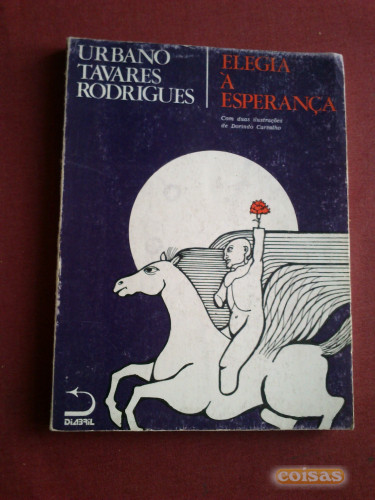 URBANO
TAVARES
RODRIGUES
ELEGIA
À
ESPERANÇA
Com duas ilustrações
de Dorindo Carvalho
DIABRIL
coisas